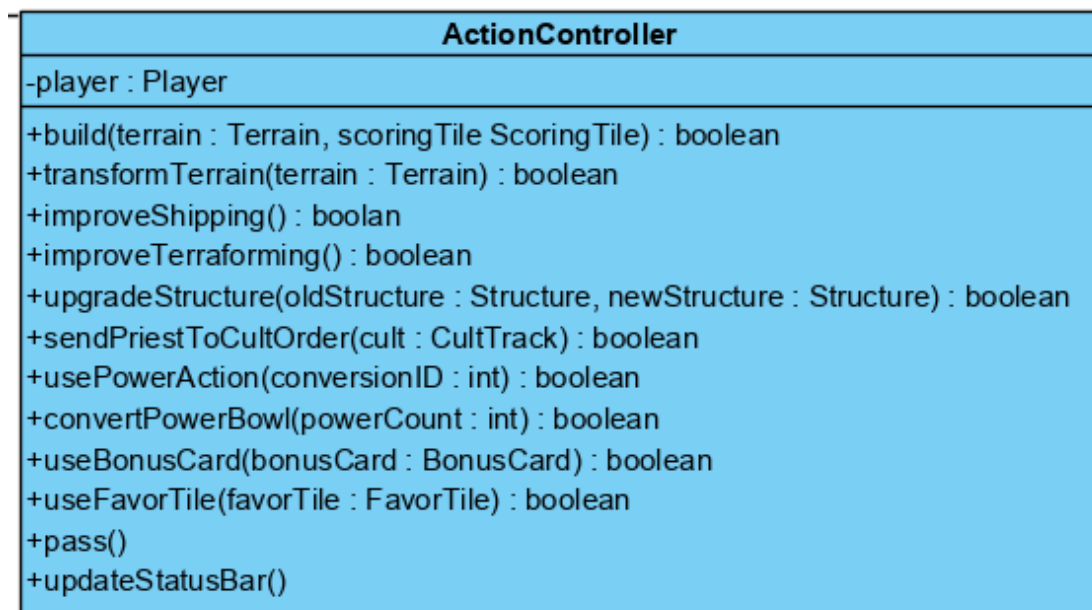 ActionController
-player : Player
+build(terrain : Terrain, scoringTile ScoringTile) : boolean
+transformTerrain(terrain : Terrain) : boolean
+improveShipping() : boolan
+improveTerraforming() : boolean
+upgradeStructure(oldStructure : Structure, newStructure : Structure) : boolean
+sendPriestToCultOrder(cult : CultTrack) : boolean
+usePowerAction(conversionID : int) : boolean
+convertPowerBowl(powerCount : int) : boolean
+useBonusCard(bonusCard : BonusCard) : boolean
+useFavorTile(favorTile : FavorTile) : boolean
+pass()
+updateStatusBar()